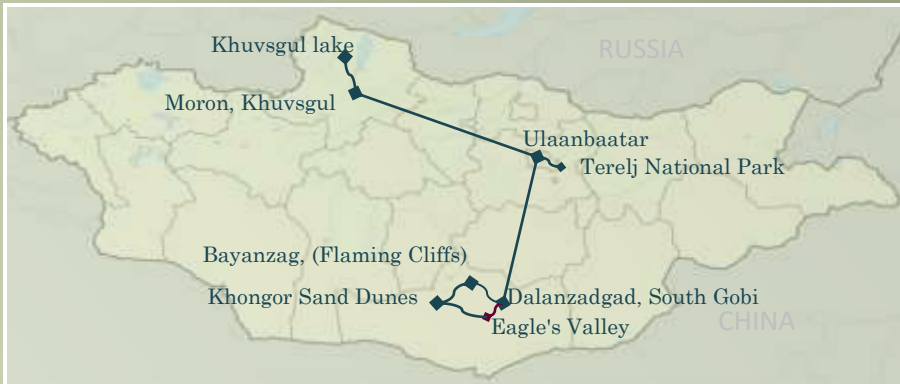 Khuvsgul lake
RUSSIA
Moron, Khuvsgul
Ulaanbaatar
Terelj National Park
Bayanzag, (Flaming Cliffs)
Khongor Sand Dunes
Dalanzadgad, South Gobi
CHINA
Eagle's Valley